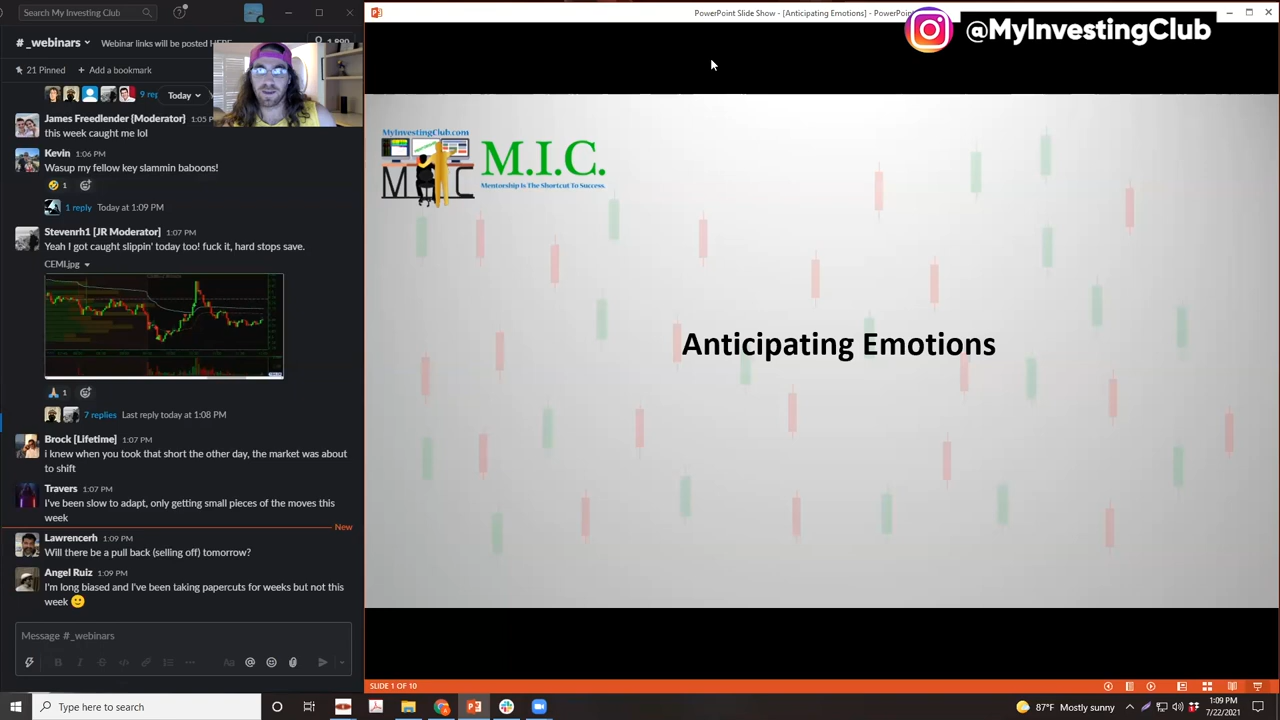 Search MyInvestingClub
#_webinars
Webinar links will be posted HERE
21 Pinned
+ Add a bookmark
9 rep
Today
James Freedlender [Moderator]
1:05 P
this week caught me lol
Kevin 1:06 PM
Wasup my fellow key slammin baboons!
1
1 reply Today at 1:09 PM
Stevenrh1 [JR Moderator] 1:07 PM
Yeah I got caught slippin' today too! fuck it, hard stops save.
CEMI.jpg
1
7 replies Last reply today at 1:08 PM
Brock [Lifetime] 1:07 PM
i knew when you took that short the other day, the market was about
to shift
Travers 1:07 PM
I've been slow to adapt, only getting small pieces of the moves this
week
New
Lawrencerh 1:09 PM
Will there be a pull back (selling off) tomorrow?
Angel Ruiz 1:09 PM
I'm long biased and I've been taking papercuts for weeks but not this
week
Message #_webinars
PowerPoint Slide Show - [Anticipating Emotions] - PowerP
@MyInvestingClub
MyInvestingClub.com
M.I.C.
Mentorship Is The Shortcut To Success.
Anticipating Emotions
SLIDE 1 OF 10
Type here to search
87°F Mostly sunny
1:09 PM
7/22/2021